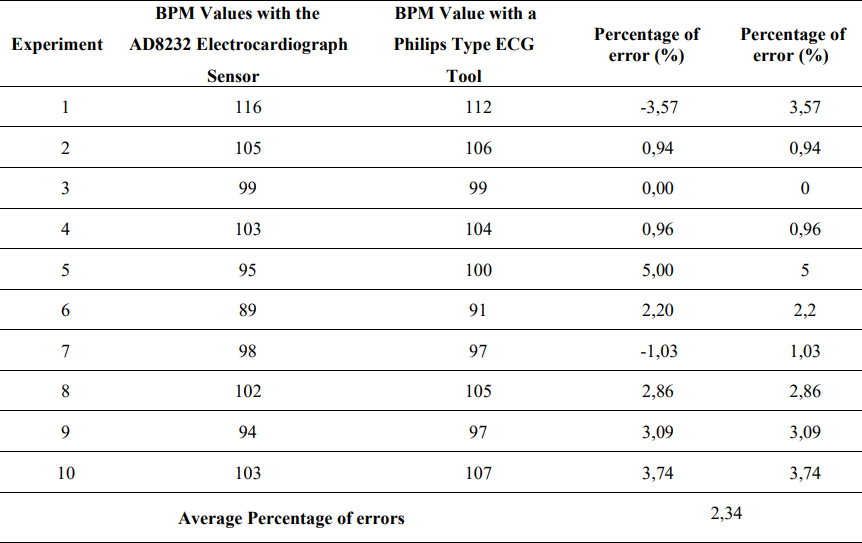 Experiment BPM Values with the AD8232 Electrocardiograph Sensor BPM Value with a Philips Type ECG Tool Percentage of error (%) Percentage of error (%)
1 116 112 -3,57 3,57
2 105 106 0,94 0,94
3 99 99 0,00 0
4 103 104 0,96 0,96
5 95 100 5,00 5
6 89 91 2,20 2,2
7 98 97 -1,03 1,03
8 102 105 2,86 2,86
9 94 97 3,09 3,09
10 103 107 3,74 3,74
Average Percentage of errors 2,34